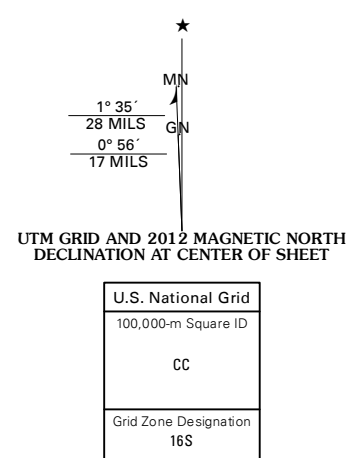 MN
1° 35´
28 MILS
GN
0° 56´
17 MILS
UTM GRID AND 2012 MAGNETIC NORTH
DECLINATION AT CENTER OF SHEET
U.S. National Grid
100,000-m Square ID
CC
Grid Zone Designation
16S